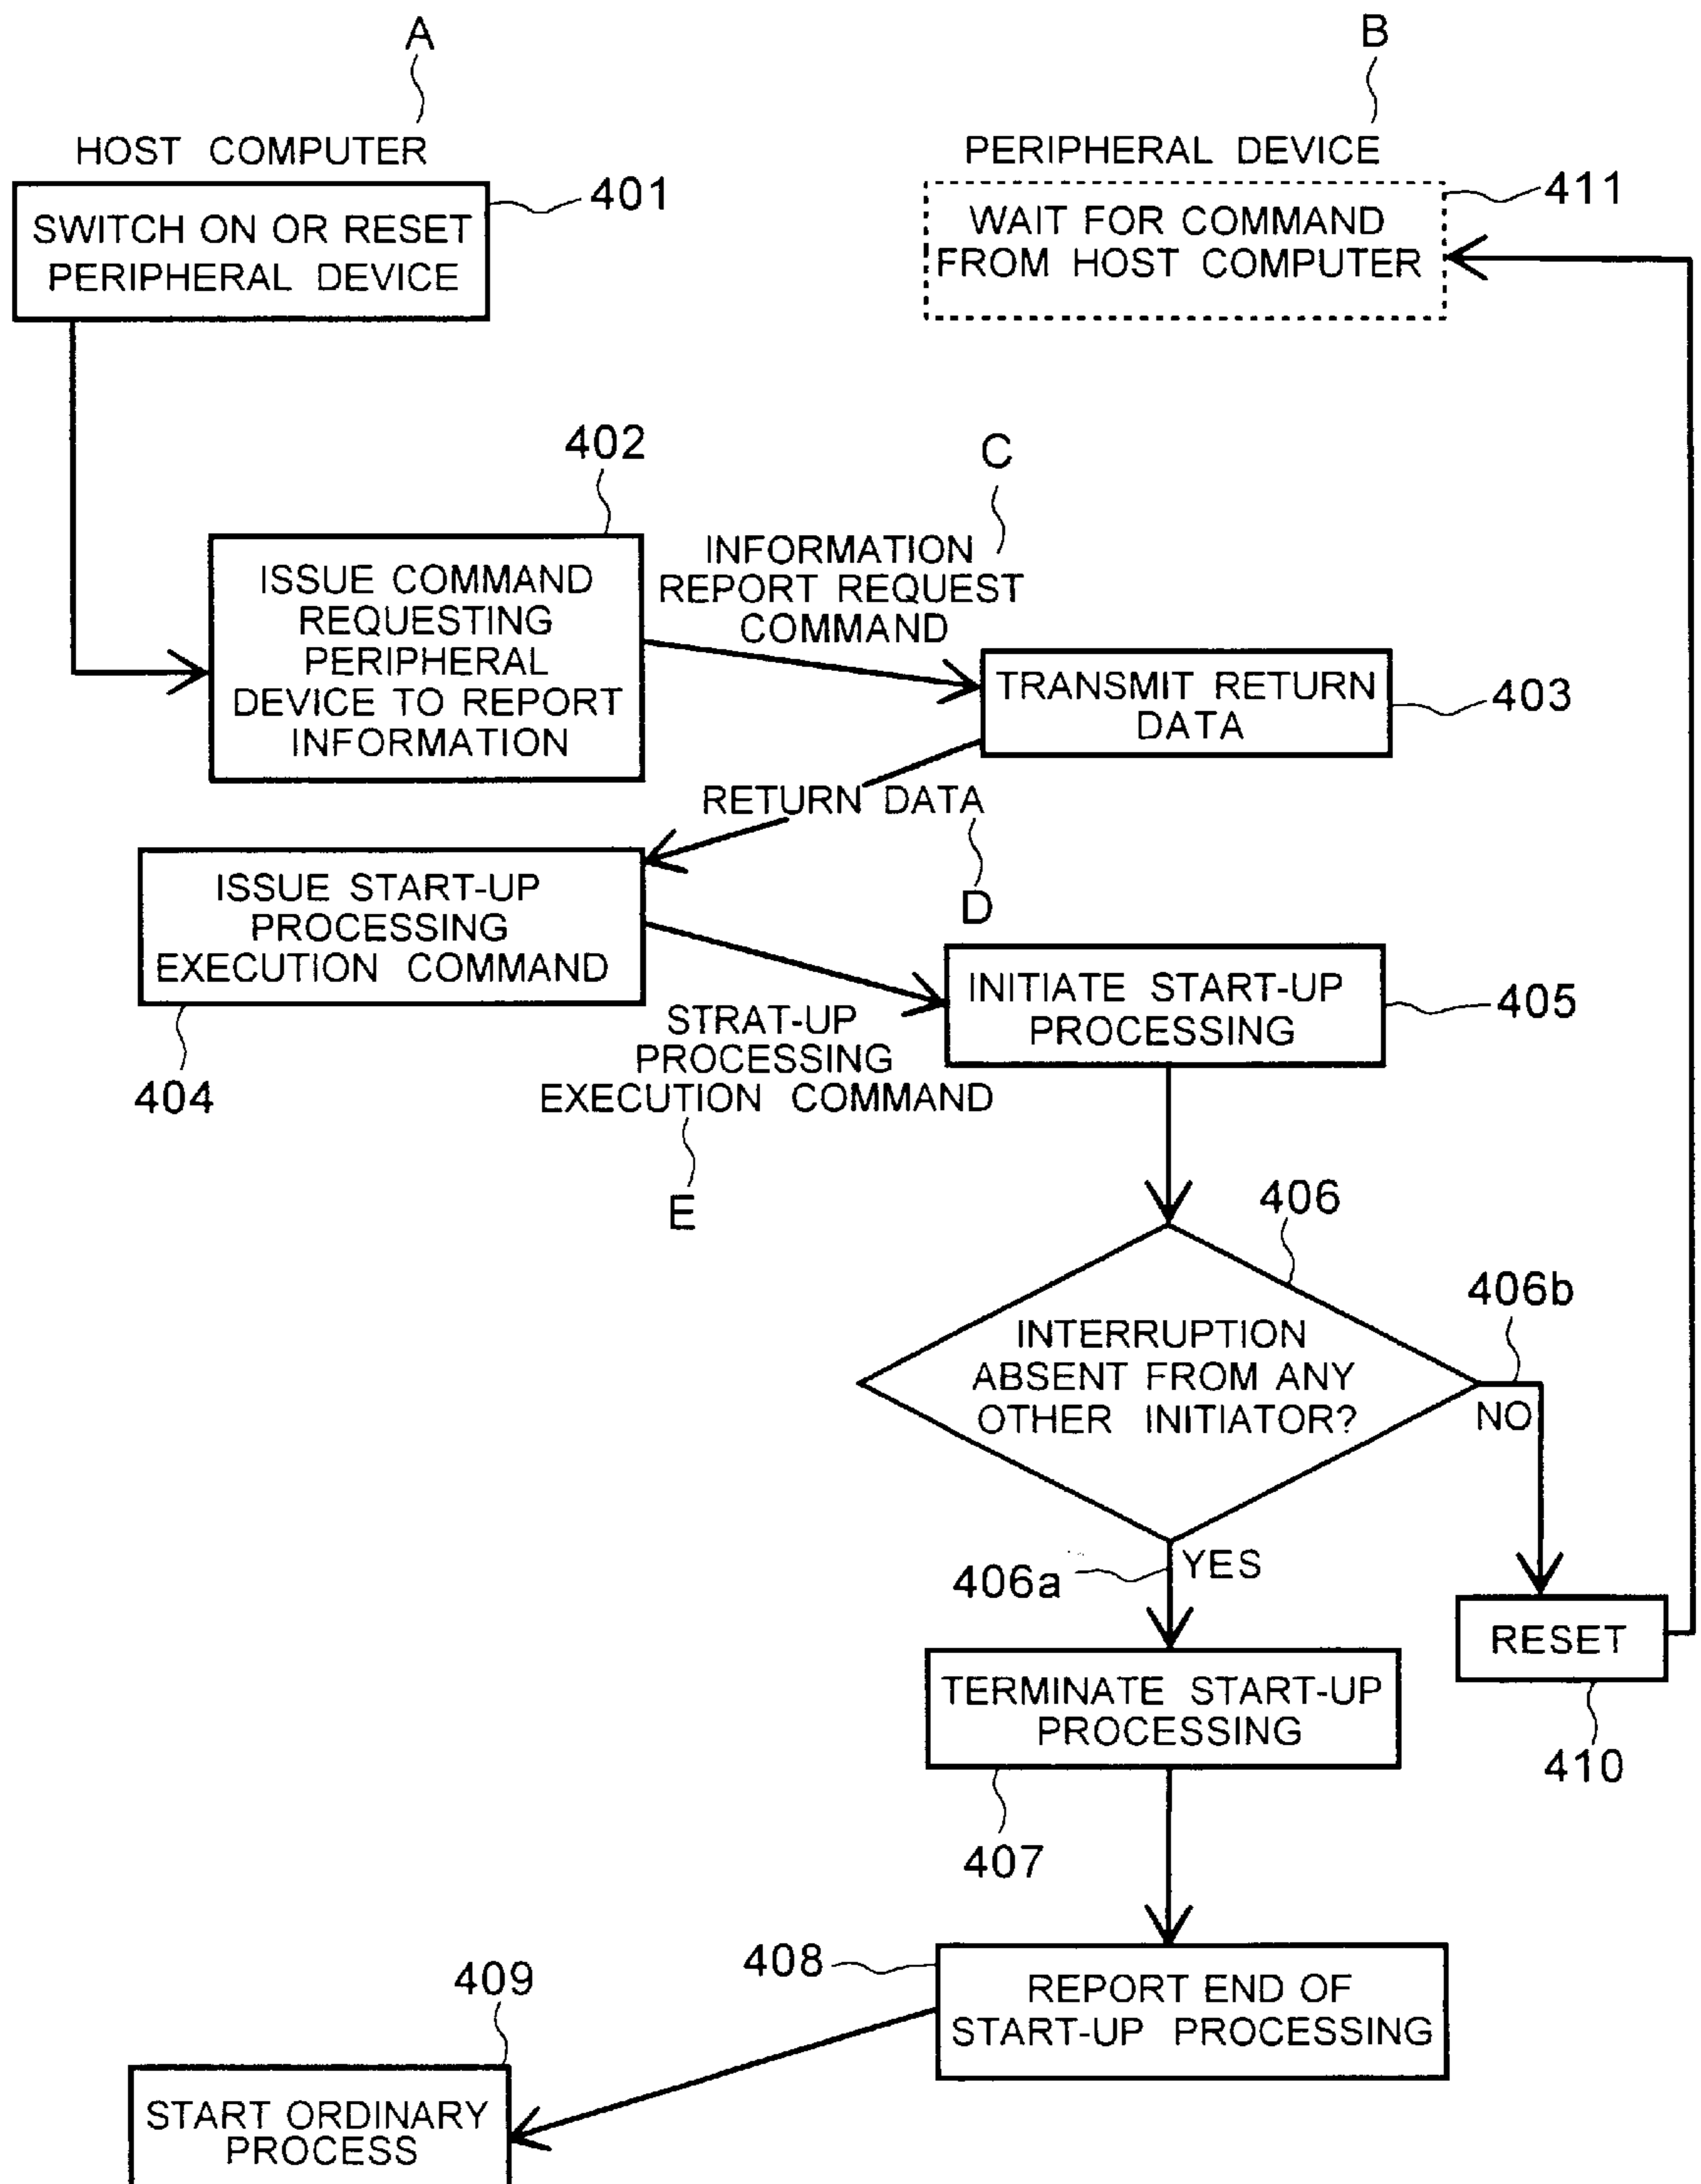 A
B
HOST COMPUTER
PERIPHERAL DEVICE
SWITCH ON OR RESET
PERIPHERAL DEVICE
401
WAIT FOR COMMAND
FROM HOST COMPUTER
411
402
C
ISSUE COMMAND
REQUESTING
PERIPHERAL
DEVICE TO REPORT
INFORMATION
INFORMATION
REPORT REQUEST
COMMAND
TRANSMIT RETURN
DATA
403
RETURN DATA
D
ISSUE START-UP
PROCESSING
EXECUTION COMMAND
404
STRAT-UP
PROCESSING
EXECUTION COMMAND
E
INITIATE START-UP
PROCESSING
405
406
INTERRUPTION
ABSENT FROM ANY
OTHER INITIATOR?
406b
NO
406a
YES
RESET
410
TERMINATE START-UP
PROCESSING
407
408
REPORT END OF
START-UP PROCESSING
409
START ORDINARY
PROCESS